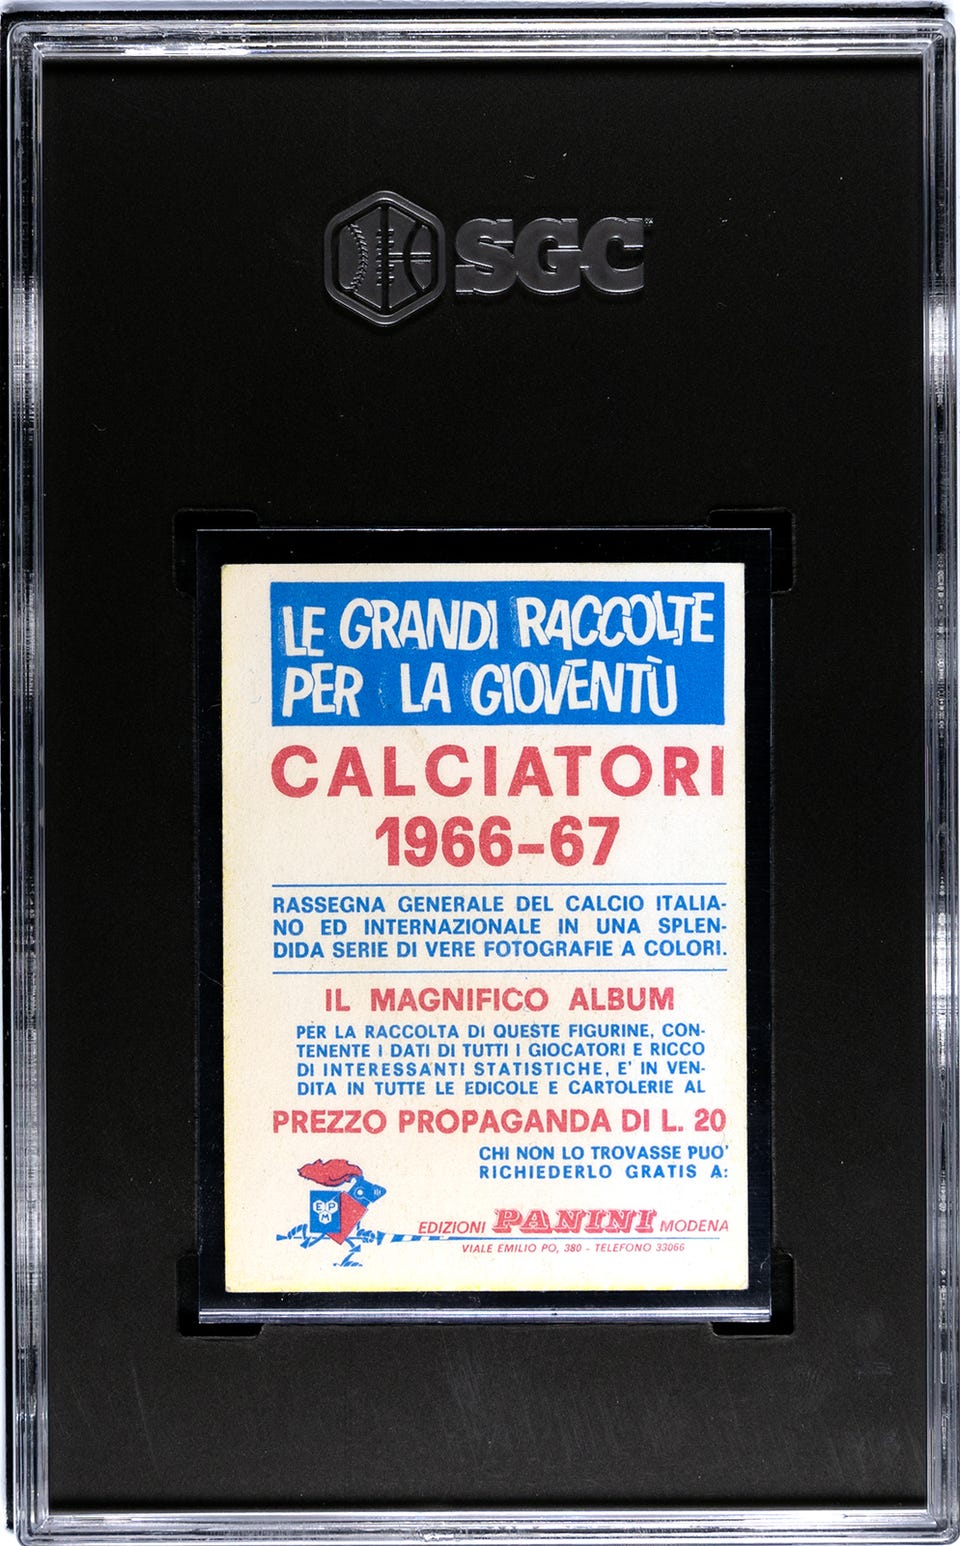 SGC
LE GRANDI RACCOLTE
PER LA GIOVENTÙ
CALCIATORI
1966-67
RASSEGNA GENERALE DEL CALCIO ITALIA-
NO ED INTERNAZIONALE IN UNA SPLEN-
DIDA SERIE DI VERE FOTOGRAFIE A COLORI.
IL MAGNIFICO ALBUM
PER LA RACCOLTA DI QUESTE FIGURINE, CON-
TENENTE I DATI DI TUTTI I GIOCATORI E RICCO
DI INTERESSANTI STATISTICHE, E' IN VEN-
DITA IN TUTTE LE EDICOLE E CARTOLERIE AL
PREZZO PROPAGANDA DI L. 20
CHI NON LO TROVASSE PUO'
RICHIEDERLO GRATIS A:
EPM
EDIZIONI PANINI MODENA
VIALE EMILIO PO, 380 - TELEFONO 33066